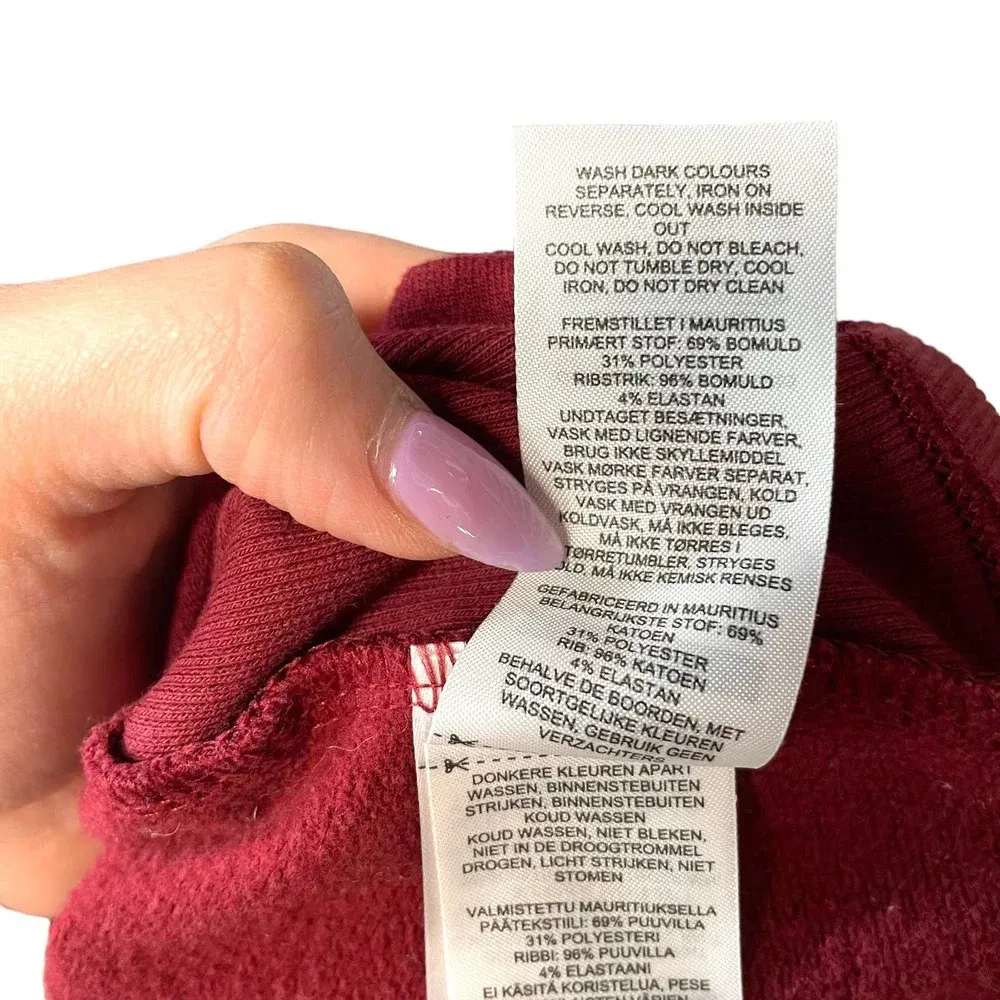 WASH DARK COLOURS
SEPARATELY, IRON ON
REVERSE, COOL WASH INSIDE
OUT
COOL WASH, DO NOT BLEACH,
DO NOT TUMBLE DRY, COOL
IRON, DO NOT DRY CLEAN
FREMSTILLET I MAURITIUS
PRIMÆRT STOF: 69% BOMULD
31% POLYESTER
RIBSTRIK: 96% BOMULD
4% ELASTAN
UNDTAGET BESÆTNINGER,
VASK MED LIGNENDE FARVER,
BRUG IKKE SKYLLEMIDDEL
VASK MØRKE FARVER SEPARAT,
STRYGES PÅ VRANGEN, KOLD
VASK MED VRANGEN UD
KOLDVASK, MÅ IKKE BLEGES,
MÅ IKKE TØRRES I
TØRRETUMBLER, STRYGES
KOLD, MÅ IKKE KEMISK RENSES
GEFABRICEERD IN MAURITIUS
BELANGRIJKSTE STOF: 69%
KATOEN
31% POLYESTER
RIB: 96% KATOEN
4% ELASTAN
BEHALVE DE BOORDEN, MET
SOORTGELIJKE KLEUREN
WASSEN, GEBRUIK GEEN
VERZACHTERS
DONKERE KLEUREN APART
WASSEN, BINNENSTEBUITEN
STRIJKEN, BINNENSTEBUITEN
KOUD WASSEN
KOUD WASSEN, NIET BLEKEN,
NIET IN DE DROOGTROMMEL
DROGEN, LICHT STRIJKEN, NIET
STOMEN
VALMISTETTU MAURITIUKSELLA
PÄÄTEKSTIILI: 69% PUUVILLA
31% POLYESTERI
RIBBI: 96% PUUVILLA
4% ELASTAANI
EI KÄSITÄ KORISTELUA, PESE